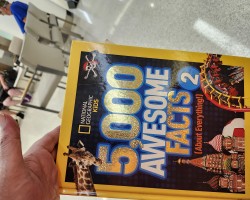 NATIONAL
GEOGRAPHIC
KIDS
5,000
AWESOME
FACTS 2
(About Everything!)